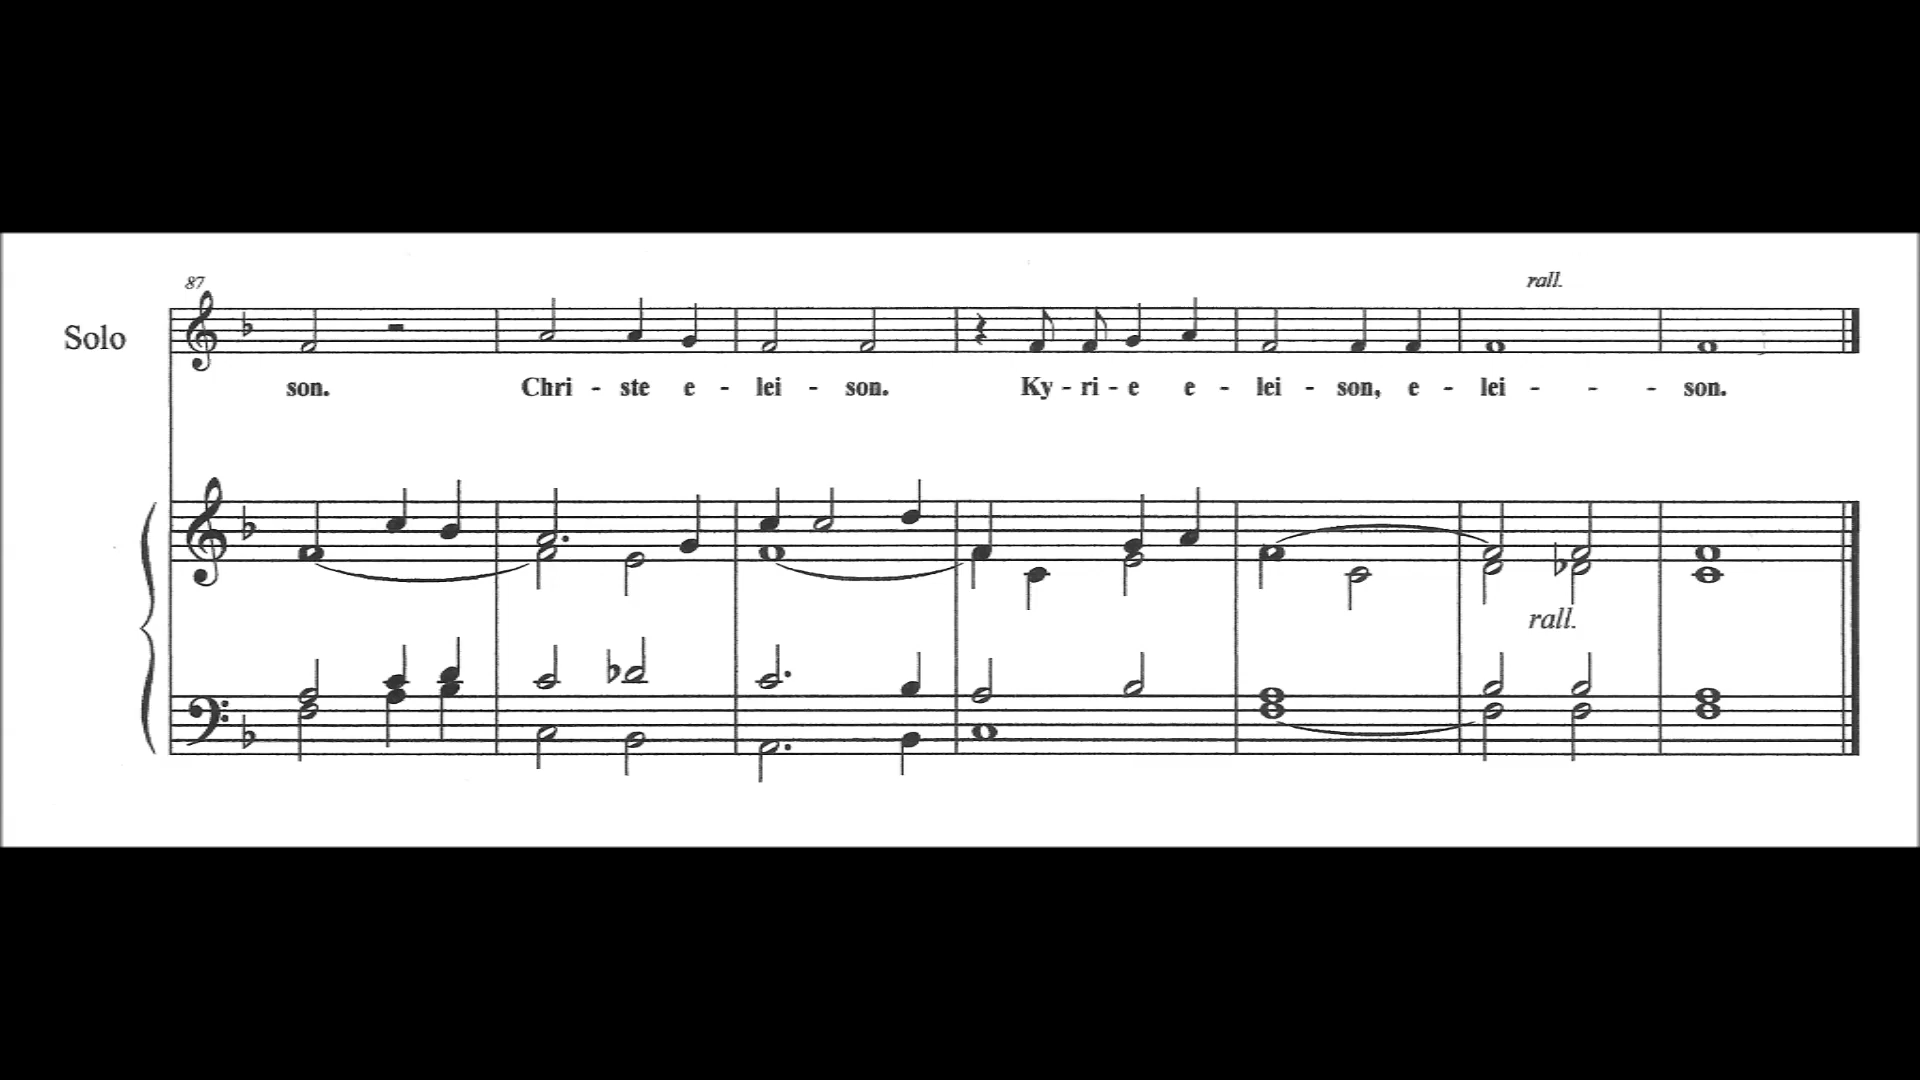 87
rall.
Solo
son. Chri - ste e - lei - son. Ky - ri - e e - lei - son, e - lei - - - son.
rall.